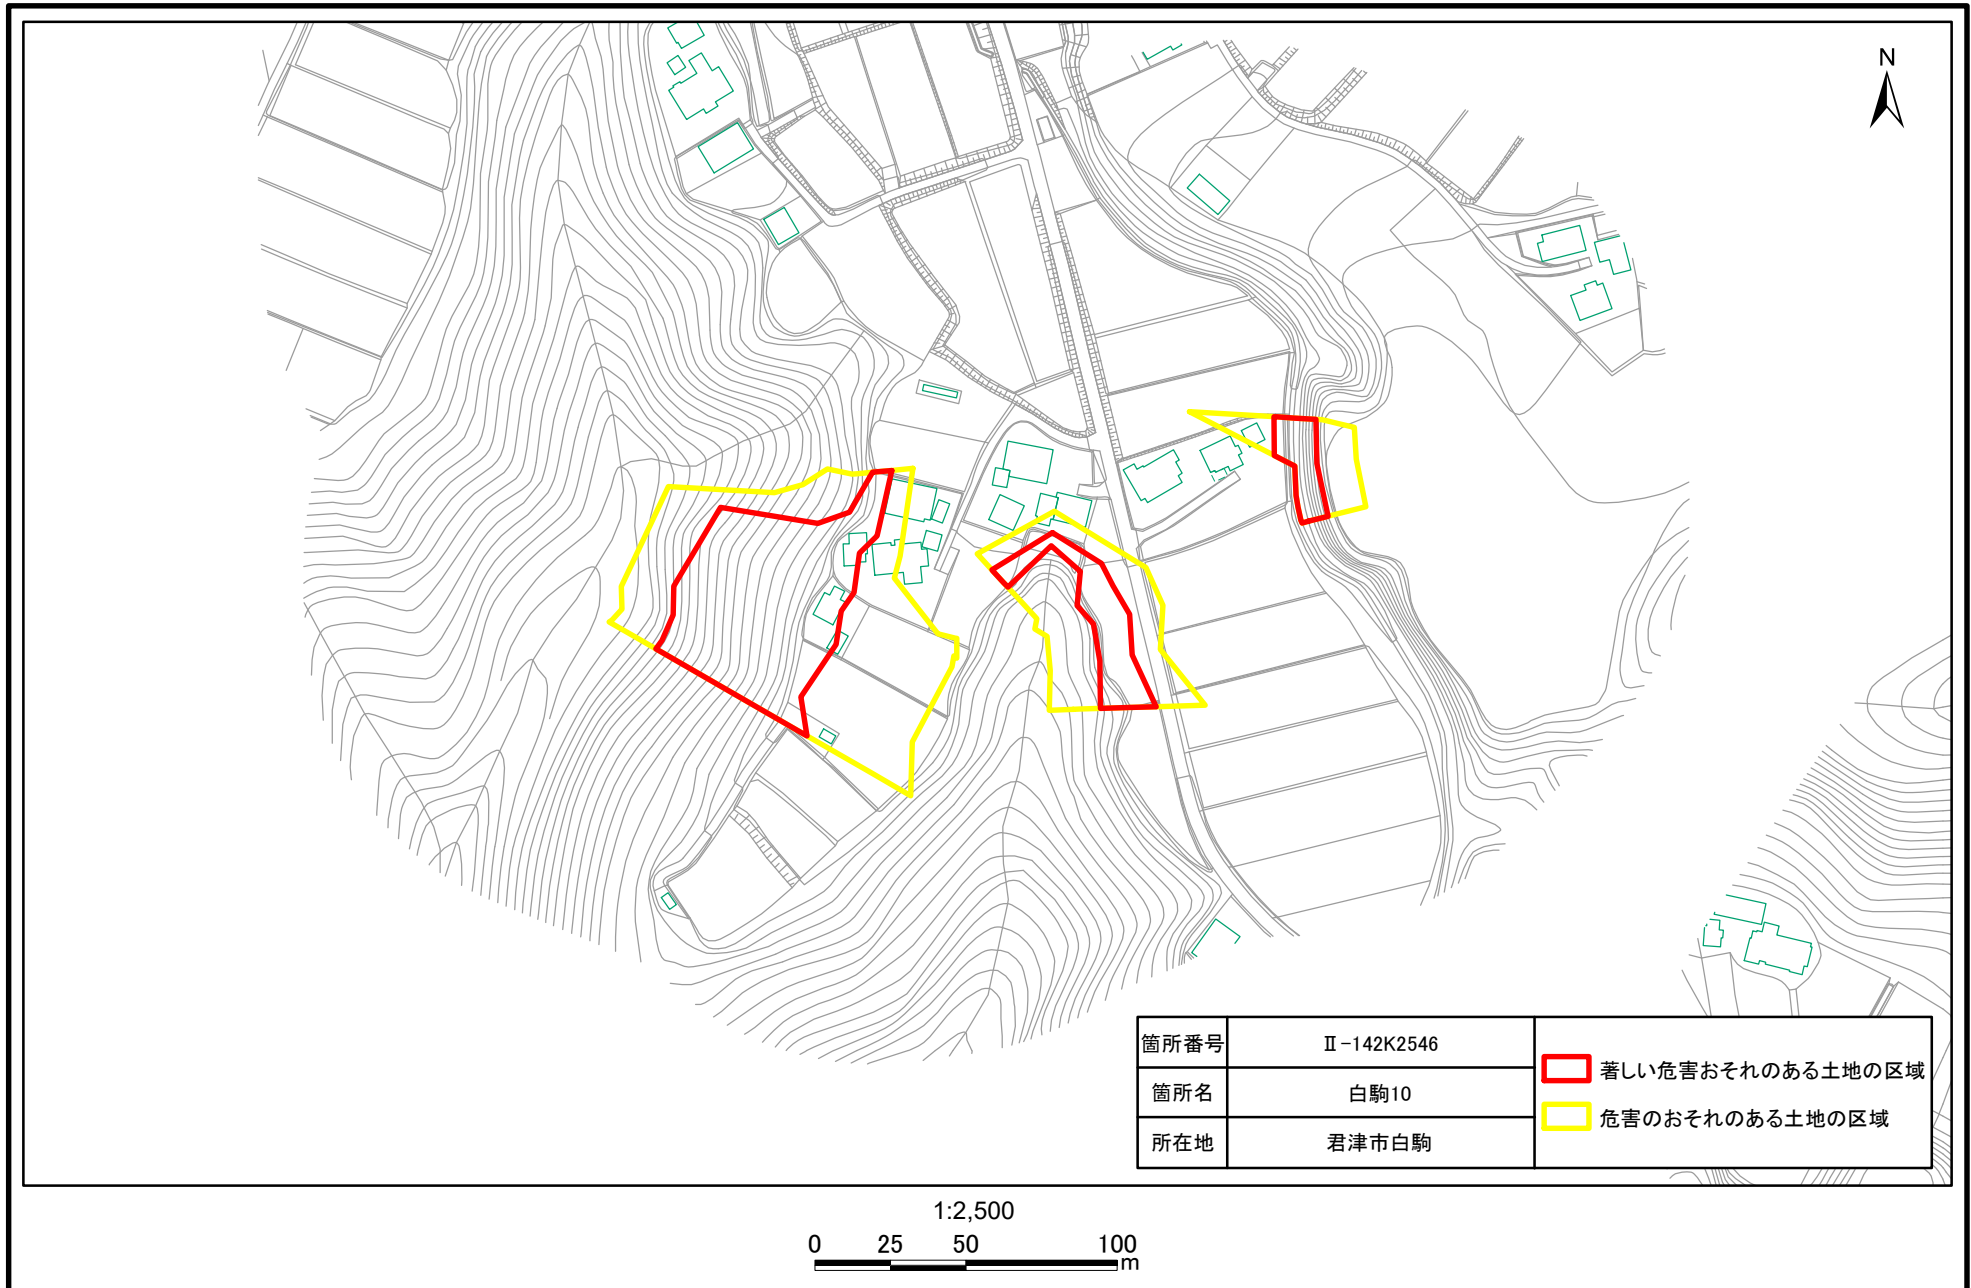 N
箇所番号 Ⅱ-142K2546
箇所名 白駒10
所在地 君津市白駒
著しい危害おそれのある土地の区域
危害のおそれのある土地の区域
1:2,500
0 25 50 100
m